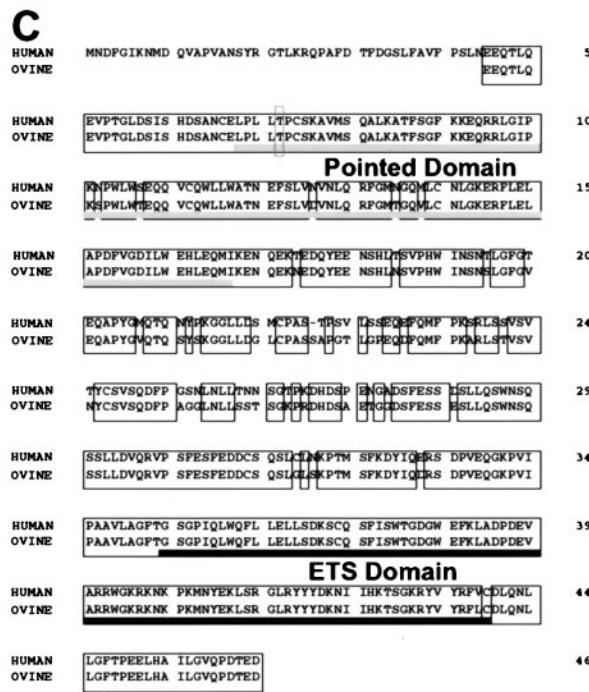 C
HUMAN MNDFGIKNMD QVAPVANSYR GTLKRQPAFD TFDGSLFAVF PSLNEEQTLQ 5
OVINE EEQTLQ
HUMAN EVPTGLDSIS HDSANCELPL LTPCSKAVMS QALKATFSGF KKEQRRLGIP 10
OVINE EVPTGLDSIS HDSANCELPL LTPCSKAVMS QALKATFSGF KKEQRRLGIP
Pointed Domain
HUMAN KNPWLWSEQQ VCQWLLWATN EFSLVNVNLQ RFGMNGQMLC NLGKERFLEL 15
OVINE KSPWLWTEQQ VCQWLLWATN EFSLINVNLQ RFGMTGQVLC NLGKERFLEL
HUMAN APDFVGDILW EHLEQMIKEN QEKTEDQYEE NSHLTSVPHW INSNTLGFGT 20
OVINE APDFVGDILW EHLEQMIKEN QEKNEDQYEE NSHLNSVPHW INSNSLGFGV
HUMAN EQAPYGMQTQ NYPKGGLLDS MCPAS-TPSV LSSEQEFQMF PKSRLSSVSV 24
OVINE EQAPYGVQTQ SYSKGGLLDG LCPASSAPGT LGPEQDFQMF PKARLSTVSV
HUMAN TYCSVSQDFP GSNLNLLTNN SGTPKDHDSP ENGADSFESS DSLLQSWNSQ 29
OVINE NYCSVSQDFP AGGLNLLSST SGKPRDHDSA ETGGDSFESS ESLLQSWNSQ
HUMAN SSLLDVQRVP SFESFEDDCS QSLCLNKPTM SFKDYIQERS DPVEQGKPVI 34
OVINE SSLLDVQRVP SFESFEDDCS QSLGLSKPTM SFKDYIQDRS DPVEQGKPVI
HUMAN PAAVLAGFTG SGPIQLWQFL LELLSDKSCQ SFISWTGDGW EFKLADPDEV 39
OVINE PAAVLAGFTG SGPIQLWQFL LELLSDKSCQ SFISWTGDGW EFKLADPDEV
ETS Domain
HUMAN ARRWGKRKNK PKMNYEKLSR GLRYYYDKNI IHKTSGKRYV YRFVCDLQNL 44
OVINE ARRWGKRKNK PKMNYEKLSR GLRYYYDKNI IHKTSGKRYV YRFLCDLQNL
HUMAN LGFTPEELHA ILGVQPDTED 46
OVINE LGFTPEELHA ILGVQPDTED